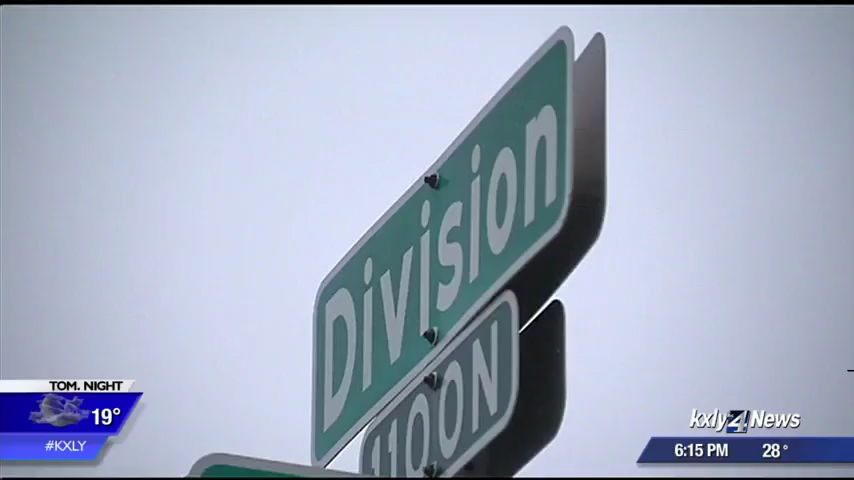 Division
1100N
TOM. NIGHT
19°
#KXLY
kxly4News
6:15 PM 28°